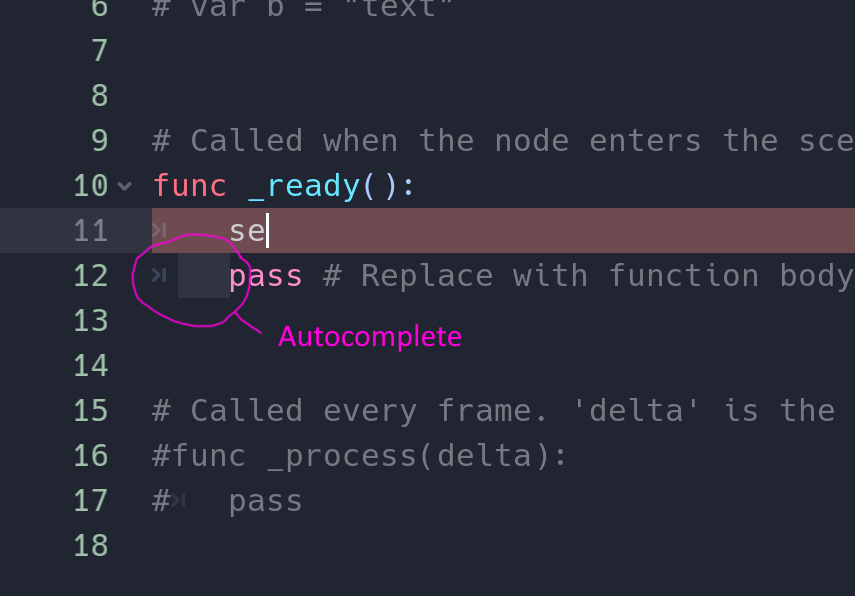 6 # var b = "text"
7
8
9 # Called when the node enters the sce
10 func _ready():
11 se
12 pass # Replace with function body
13
Autocomplete
14
15 # Called every frame. 'delta' is the
16 #func _process(delta):
17 # pass
18